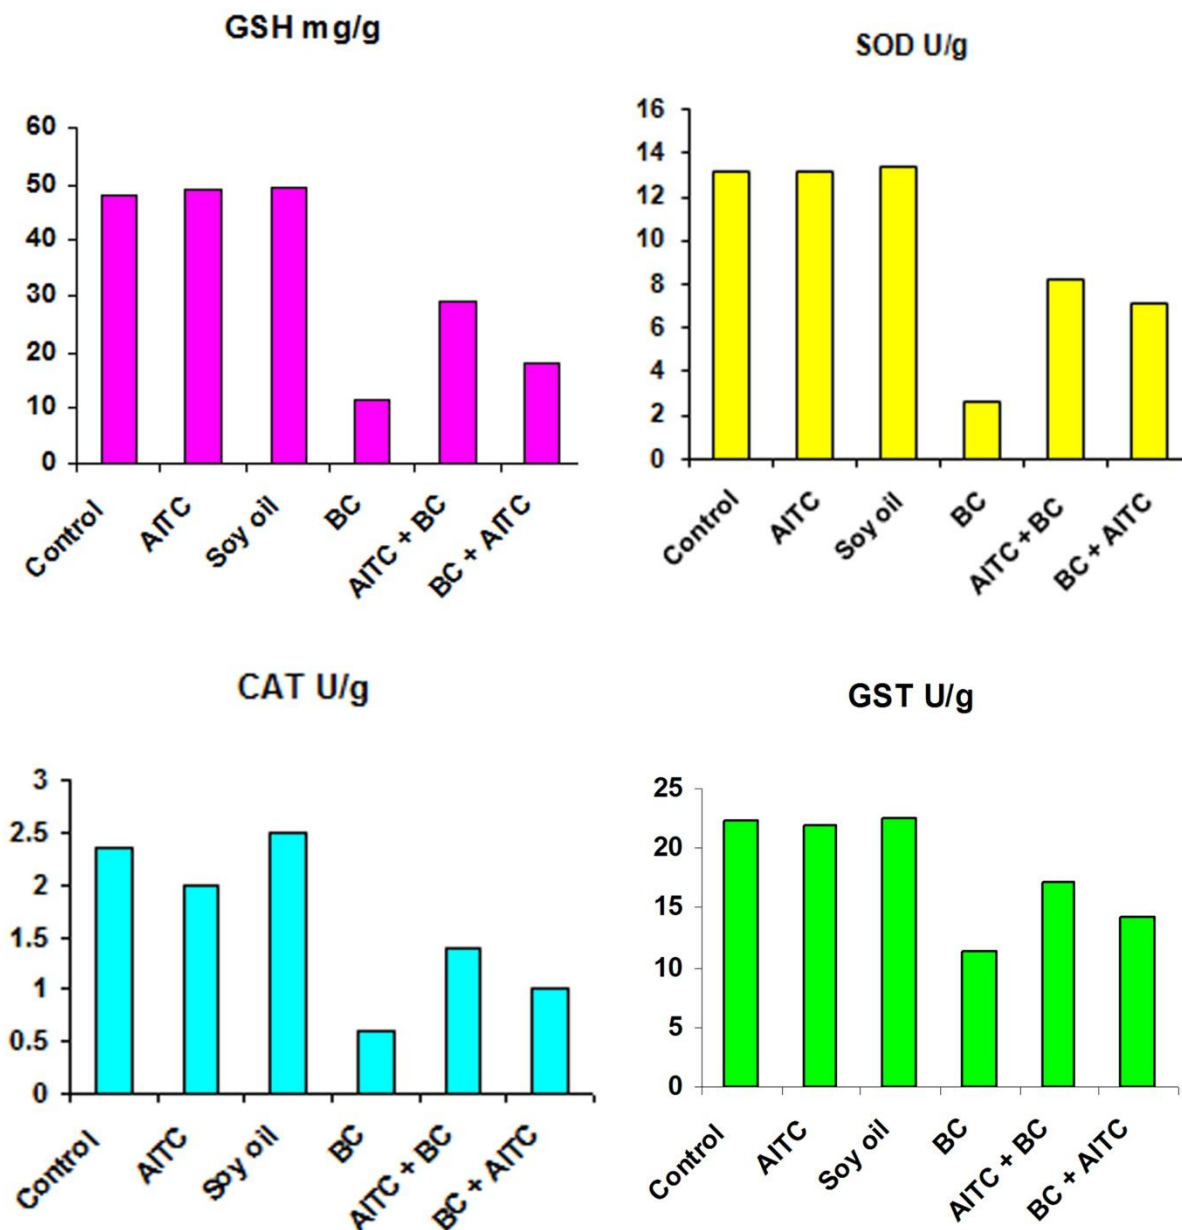 GSH mg/g
60
50
40
30
20
10
0
Control
AITC
Soy oil
BC
AITC + BC
BC + AITC
SOD U/g
16
14
12
10
8
6
4
2
0
Control
AITC
Soy oil
BC
AITC + BC
BC + AITC
CAT U/g
3
2.5
2
1.5
1
0.5
0
Control
AITC
Soy oil
BC
AITC + BC
BC + AITC
GST U/g
25
20
15
10
5
0
Control
AITC
Soy oil
BC
AITC + BC
BC + AITC